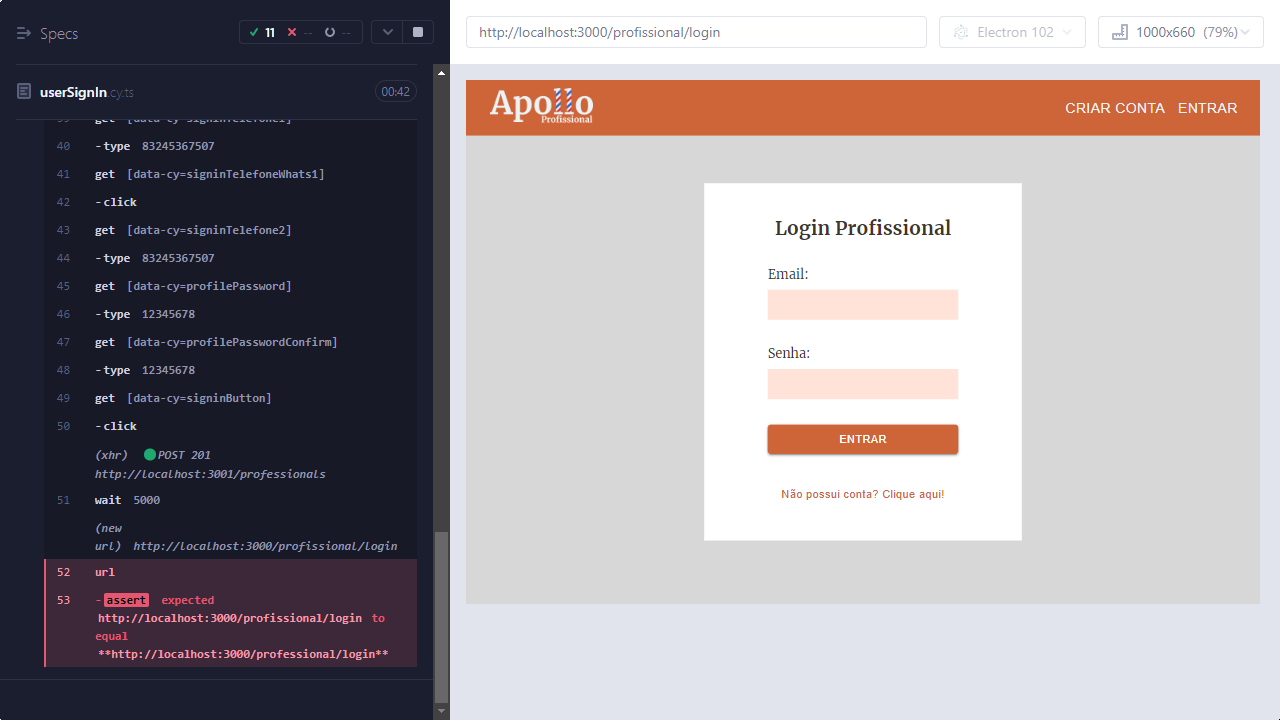 Specs
11 -- --
userSignIn.cy.ts 00:42
39 get [data-cy=signinTelefone1]
40 -type 83245367507
41 get [data-cy=signinTelefoneWhats1]
42 -click
43 get [data-cy=signinTelefone2]
44 -type 83245367507
45 get [data-cy=profilePassword]
46 -type 12345678
47 get [data-cy=profilePasswordConfirm]
48 -type 12345678
49 get [data-cy=signinButton]
50 -click
(xhr) POST 201
http://localhost:3001/professionals
51 wait 5000
(new
url) http://localhost:3000/profissional/login
52 url
53 -assert expected
http://localhost:3000/profissional/login to
equal
**http://localhost:3000/professional/login**
http://localhost:3000/profissional/login
Electron 102
1000x660 (79%)
Apollo
Profissional
CRIAR CONTA ENTRAR
Login Profissional
Email:
Senha:
ENTRAR
Não possui conta? Clique aqui!